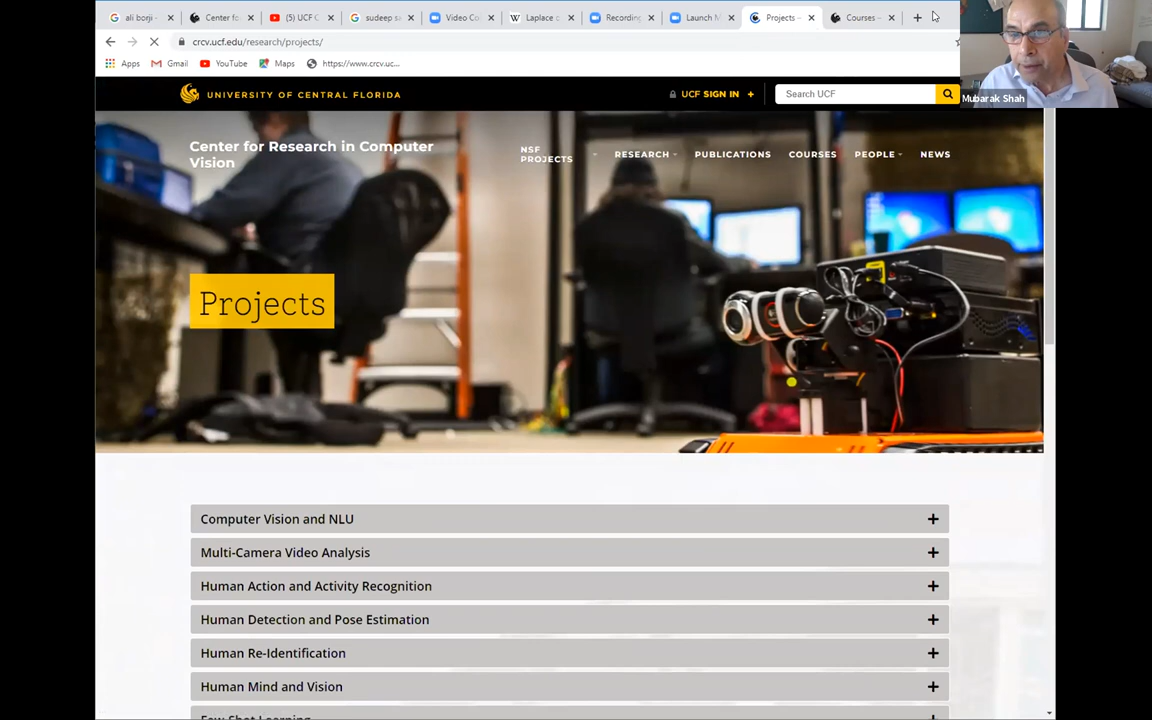 ali borji -
Center fo
(5) UCF C
sudeep sa
Video Co
Laplace o
Recording
Launch M
Projects –
Courses –
crcv.ucf.edu/research/projects/
Apps
Gmail
YouTube
Maps
https://www.crcv.uc...
UNIVERSITY OF CENTRAL FLORIDA
UCF SIGN IN +
Search UCF
Mubarak Shah
Center for Research in Computer
Vision
NSF
PROJECTS
RESEARCH
PUBLICATIONS
COURSES
PEOPLE
NEWS
Projects
Computer Vision and NLU +
Multi-Camera Video Analysis +
Human Action and Activity Recognition +
Human Detection and Pose Estimation +
Human Re-Identification +
Human Mind and Vision +
Few-Shot Learning